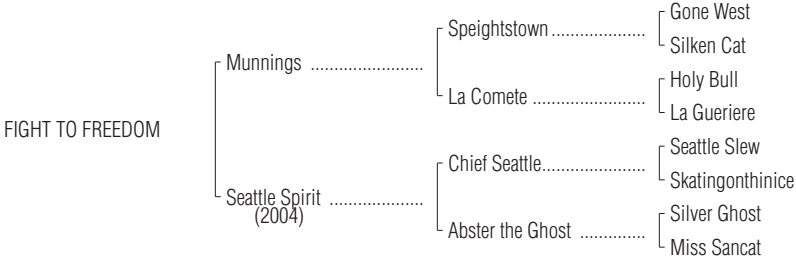 Gone West
Speightstown .....................
Silken Cat
Munnings .........................
Holy Bull
La Comete .........................
La Gueriere
FIGHT TO FREEDOM
Seattle Slew
Chief Seattle.......................
Skatingonthinice
Seattle Spirit .....................
(2004)
Silver Ghost
Abster the Ghost ..............
Miss Sancat